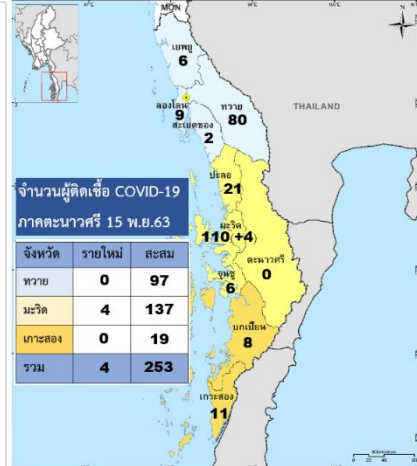 MON
เยพยู
6
ลองโลน
9
ทวาย
80
สะเยตชอง
2
THAILAND
ปะลอ
21
มะริด
110 (+4)
ตะนาวศรี
0
จุนซู
6
บกเปี้ยน
8
เกาะสอง
11
จำนวนผู้ติดเชื้อ COVID-19
ภาคตะนาวศรี 15 พ.ย.63
จังหวัด รายใหม่ สะสม
ทวาย 0 97
มะริด 4 137
เกาะสอง 0 19
รวม 4 253
Kilometers